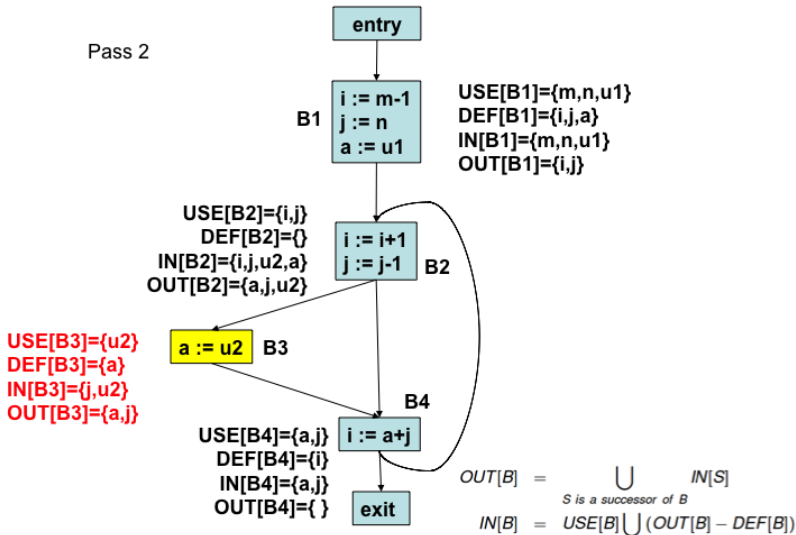 entry
Pass 2
i := m-1
j := n
a := u1
B1
USE[B1]={m,n,u1}
DEF[B1]={i,j,a}
IN[B1]={m,n,u1}
OUT[B1]={i,j}
USE[B2]={i,j}
DEF[B2]={}
IN[B2]={i,j,u2,a}
OUT[B2]={a,j,u2}
i := i+1
j := j-1
B2
USE[B3]={u2}
DEF[B3]={a}
IN[B3]={j,u2}
OUT[B3]={a,j}
a := u2
B3
B4
i := a+j
USE[B4]={a,j}
DEF[B4]={i}
IN[B4]={a,j}
OUT[B4]={ }
exit
OUT[B] = ⋃ IN[S]
S is a successor of B
IN[B] = USE[B] ⋃ (OUT[B] − DEF[B])